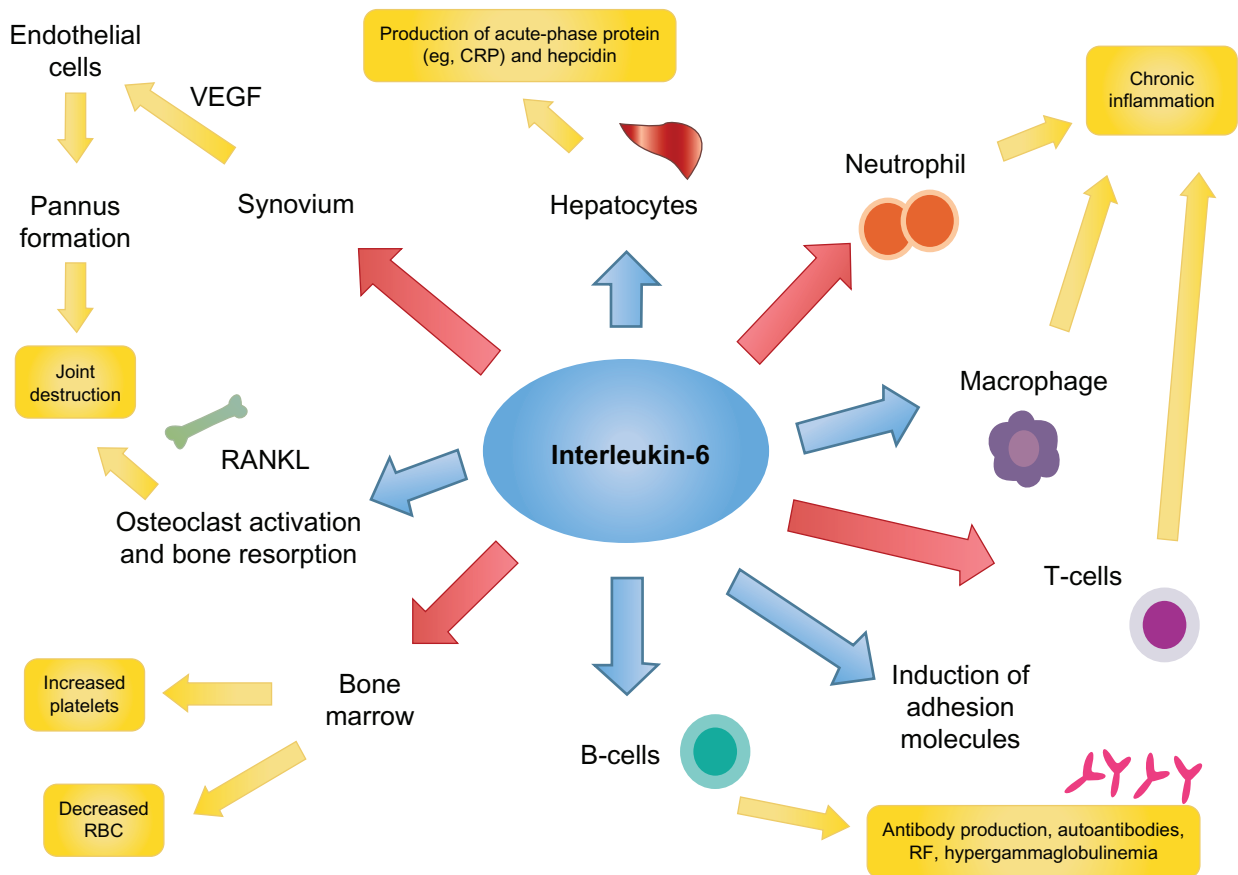 Endothelial
cells
VEGF
Production of acute-phase protein
(eg, CRP) and hepcidin
Chronic
inflammation
Neutrophil
Pannus
formation
Synovium
Hepatocytes
Joint
destruction
Macrophage
RANKL
Interleukin-6
Osteoclast activation
and bone resorption
T-cells
Increased
platelets
Bone
marrow
Induction of
adhesion
molecules
B-cells
Decreased
RBC
Antibody production, autoantibodies,
RF, hypergammaglobulinemia